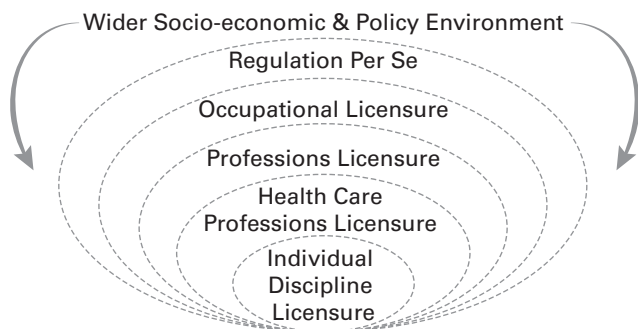 Wider Socio-economic & Policy Environment
Regulation Per Se
Occupational Licensure
Professions Licensure
Health Care
Professions Licensure
Individual
Discipline
Licensure